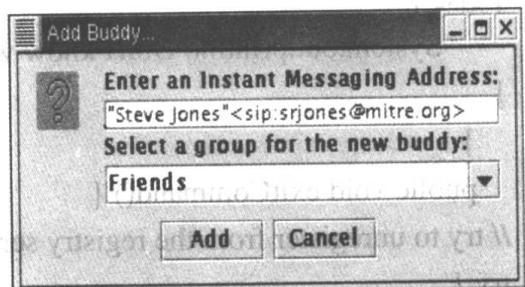 Add Buddy...
Enter an Instant Messaging Address:
"Steve Jones"<sip:srjones@mitre.org>
Select a group for the new buddy:
Friends
Add Cancel